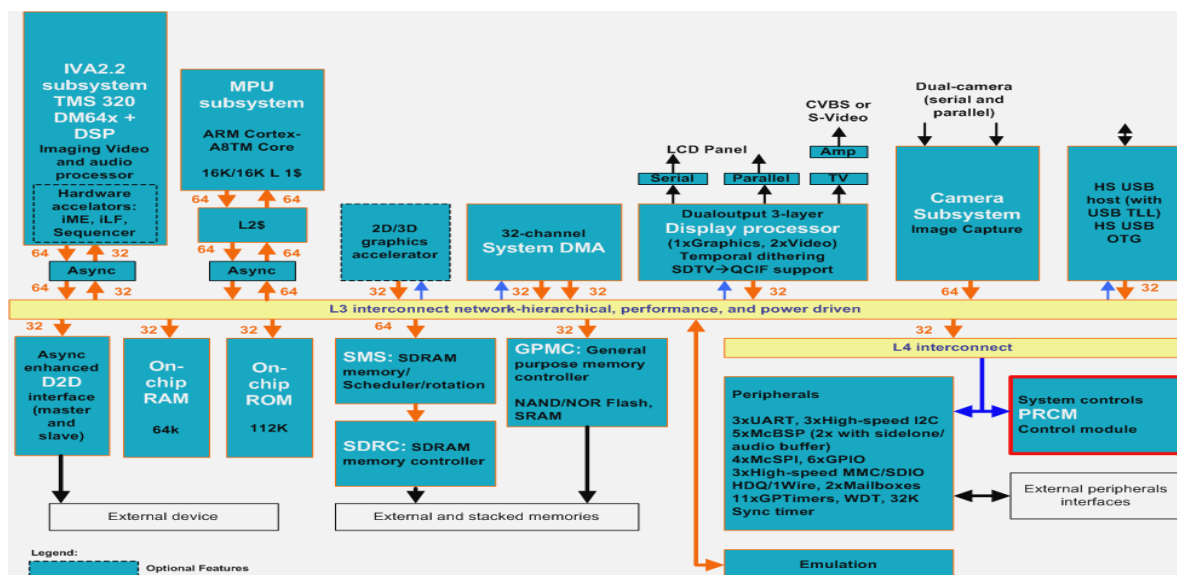 IVA2.2
subsystem
TMS 320
DM64x +
DSP
Imaging Video
and audio
processor
Hardware
accelators:
iME, iLF,
Sequencer
64
32
Async
64
32
MPU
subsystem
ARM Cortex-
A8TM Core
16K/16K L 1$
64
64
L2$
64
64
Async
32
64
2D/3D
graphics
accelerator
32
32-channel
System DMA
32
32
LCD Panel
Serial
Parallel
CVBS or
S-Video
Amp
TV
Dualoutput 3-layer
Display processor
(1xGraphics, 2xVideo)
Temporal dithering
SDTV→QCIF support
32
Dual-camera
(serial and
parallel)
Camera
Subsystem
Image Capture
64
HS USB
host (with
USB TLL)
HS USB
OTG
32
L3 interconnect network-hierarchical, performance, and power driven
32
32
32
64
32
32
Async
enhanced
D2D
interface
(master
and
slave)
On-
chip
RAM
64k
On-
chip
ROM
112K
SMS: SDRAM
memory/
Scheduler/rotation
SDRC: SDRAM
memory controller
GPMC: General
purpose memory
controller
NAND/NOR Flash,
SRAM
L4 interconnect
Peripherals
3xUART, 3xHigh-speed I2C
5xMcBSP (2x with sidelone/
audio buffer)
4xMcSPI, 6xGPIO
3xHigh-speed MMC/SDIO
HDQ/1Wire, 2xMailboxes
11xGPTimers, WDT, 32K
Sync timer
System controls
PRCM
Control module
External peripherals
interfaces
External device
External and stacked memories
Emulation
Legend:
Optional Features